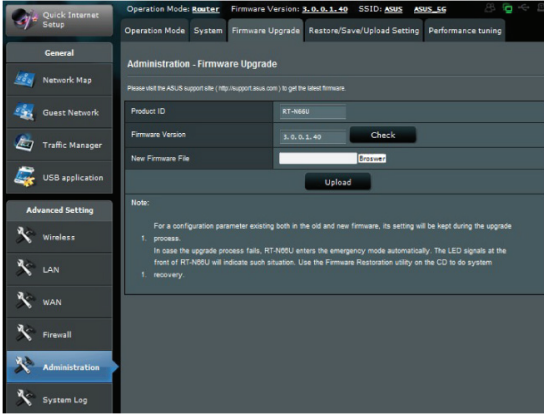 Quick Internet
Setup
Operation Mode: Router Firmware Version: 3.0.0.1.40 SSID: ASUS ASUS_5G
Operation Mode System Firmware Upgrade Restore/Save/Upload Setting Performance tuning
General
Network Map
Guest Network
Traffic Manager
USB application
Advanced Setting
Wireless
LAN
WAN
Firewall
Administration
System Log
Administration - Firmware Upgrade
Please visit the ASUS support site ( http://support.asus.com ) to get the latest firmware.
Product ID RT-N66U
Firmware Version 3.0.0.1.40 Check
New Firmware File Broswer
Upload
Note:
For a configuration parameter existing both in the old and new firmware, its setting will be kept during the upgrade
1. process.
In case the upgrade process fails, RT-N66U enters the emergency mode automatically. The LED signals at the
front of RT-N66U will indicate such situation. Use the Firmware Restoration utility on the CD to do system
1. recovery.